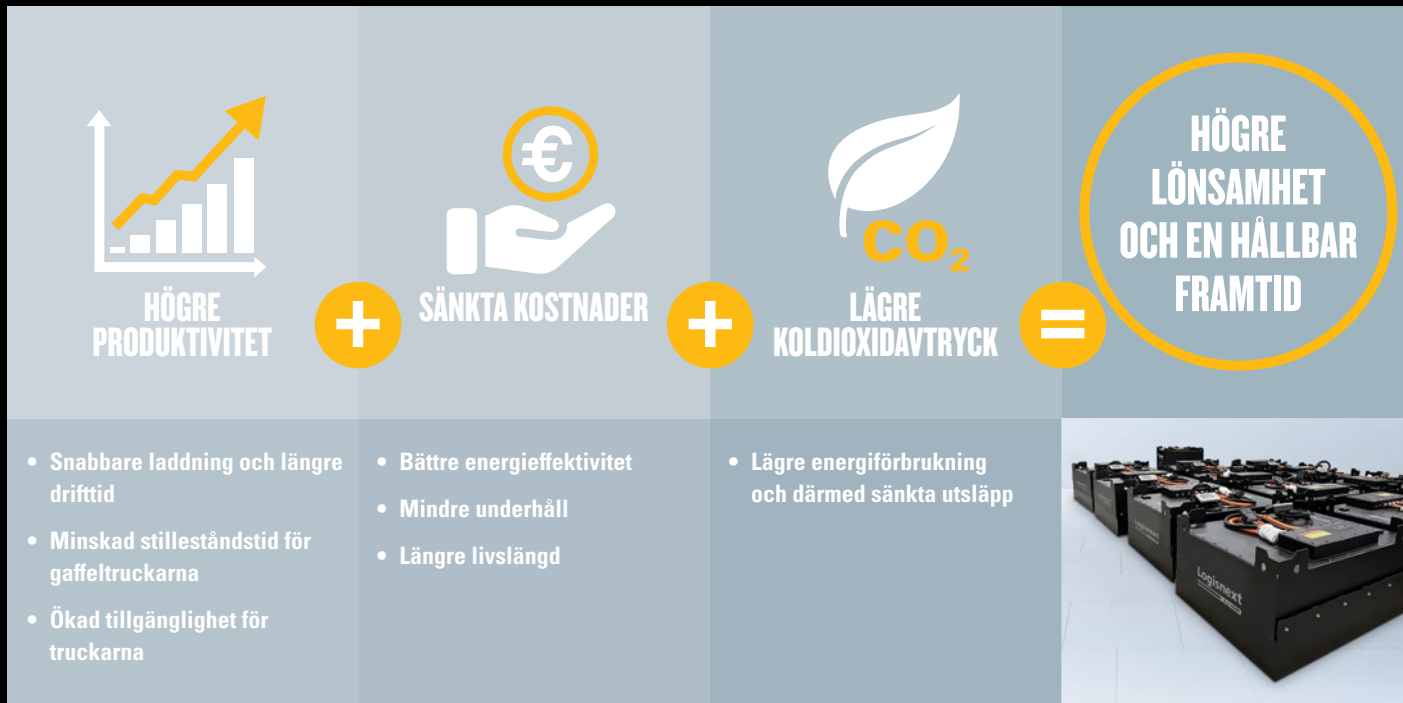 €
CO₂
HÖGRE
PRODUKTIVITET
+
SÄNKTA KOSTNADER
+
LÄGRE
KOLDIOXIDAVTRYCK
=
HÖGRE
LÖNSAMHET
OCH EN HÅLLBAR
FRAMTID
• Snabbare laddning och längre
drifttid
• Minskad stilleståndstid för
gaffeltruckarna
• Ökad tillgänglighet för
truckarna
• Bättre energieffektivitet
• Mindre underhåll
• Längre livslängd
• Lägre energiförbrukning
och därmed sänkta utsläpp
Logisnext
Logisnext